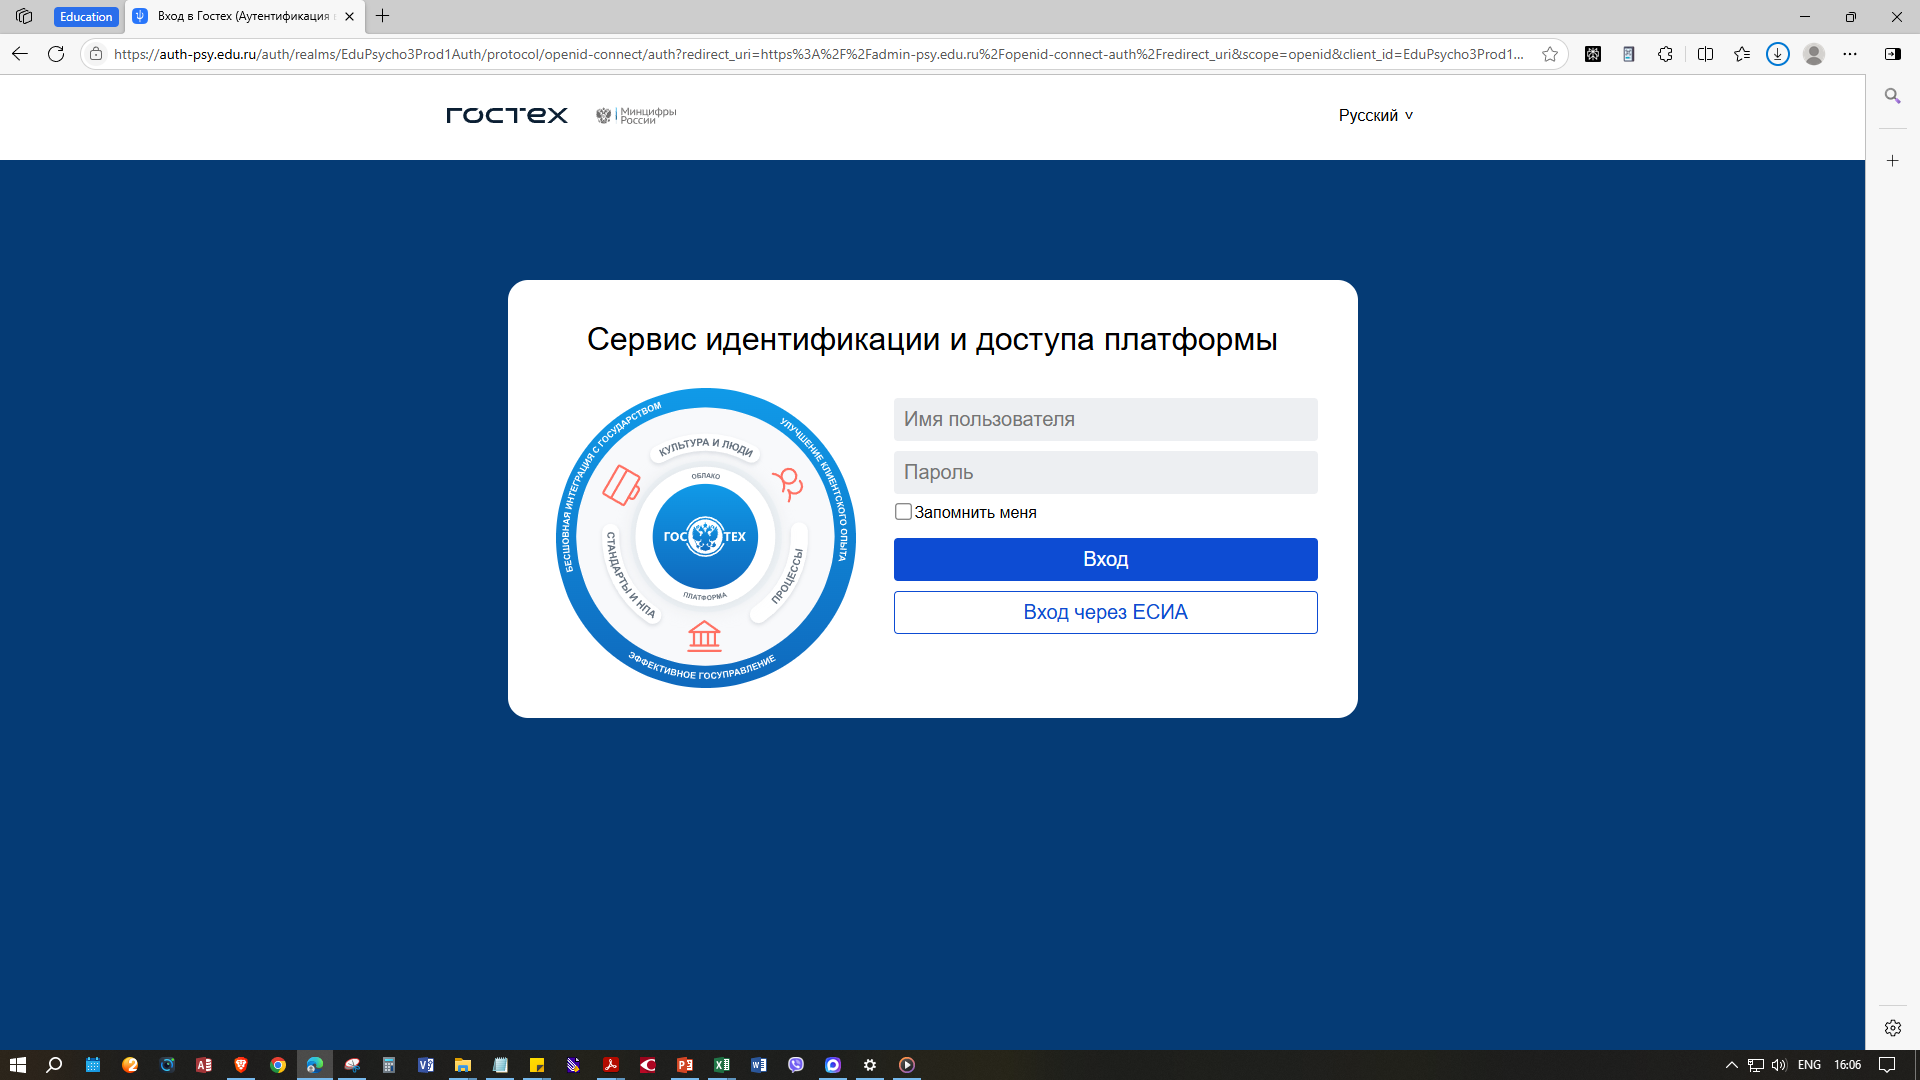 Education
Вход в Гостех (Аутентификация
https://auth-psy.edu.ru/auth/realms/EduPsycho3Prod1Auth/protocol/openid-connect/auth?redirect_uri=https%3A%2F%2Fadmin-psy.edu.ru%2Fopenid-connect-auth%2Fredirect_uri&scope=openid&client_id=EduPsycho3Prod1...
гостех
Минцифры
России
Русский
Сервис идентификации и доступа платформы
БЕСШОВНАЯ ИНТЕГРАЦИЯ С ГОСУДАРСТВОМ
УЛУЧШЕНИЕ КЛИЕНТСКОГО ОПЫТА
КУЛЬТУРА И ЛЮДИ
ОБЛАКО
ГОС ТЕХ
СТАНДАРТЫ И НПА
ПРОЦЕССЫ
ПЛАТФОРМА
ЭФФЕКТИВНОЕ ГОСУПРАВЛЕНИЕ
Имя пользователя
Пароль
Запомнить меня
Вход
Вход через ЕСИА
ENG
16:06